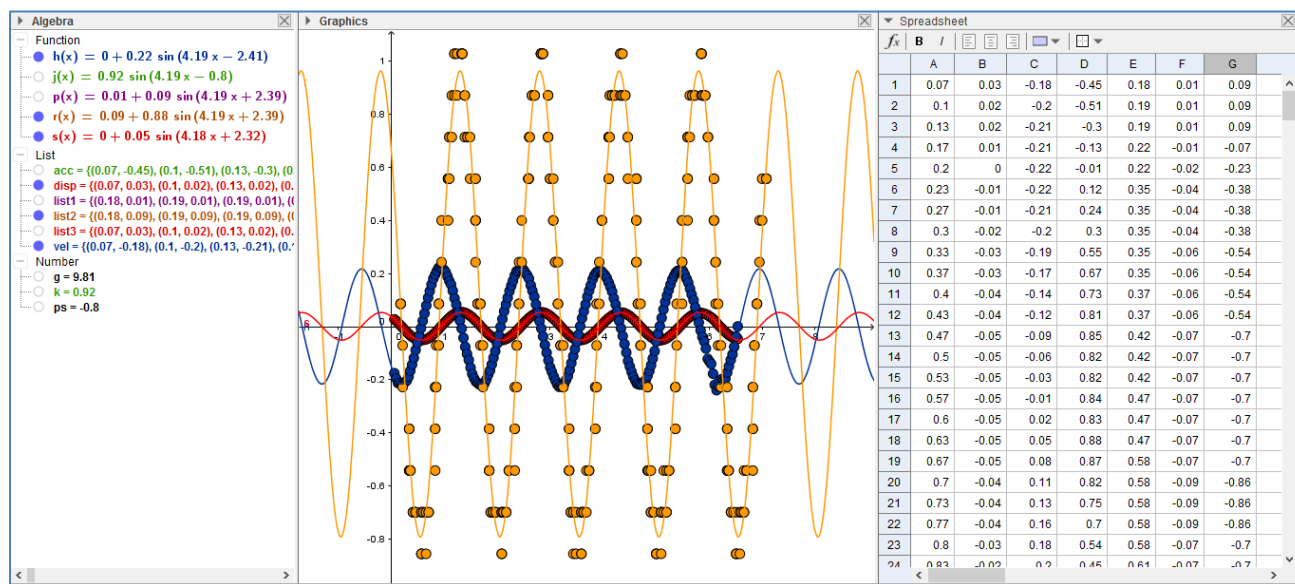 Algebra
Function
h(x) = 0 + 0.22 sin (4.19 x − 2.41)
j(x) = 0.92 sin (4.19 x − 0.8)
p(x) = 0.01 + 0.09 sin (4.19 x + 2.39)
r(x) = 0.09 + 0.88 sin (4.19 x + 2.39)
s(x) = 0 + 0.05 sin (4.18 x + 2.32)
List
acc = {(0.07, -0.45), (0.1, -0.51), (0.13, -0.3), (0
disp = {(0.07, 0.03), (0.1, 0.02), (0.13, 0.02), (0.
list1 = {(0.18, 0.01), (0.19, 0.01), (0.19, 0.01), (
list2 = {(0.18, 0.09), (0.19, 0.09), (0.19, 0.09), (
list3 = {(0.07, 0.03), (0.1, 0.02), (0.13, 0.02), (0.
vel = {(0.07, -0.18), (0.1, -0.2), (0.13, -0.21), (0.
Number
g = 9.81
k = 0.92
ps = -0.8
Graphics
1
0.8
0.6
0.4
0.2
-1 0 7 8
-0.2
-0.4
-0.6
-0.8
Spreadsheet
fx B I
A B C D E F G
1 0.07 0.03 -0.18 -0.45 0.18 0.01 0.09
2 0.1 0.02 -0.2 -0.51 0.19 0.01 0.09
3 0.13 0.02 -0.21 -0.3 0.19 0.01 0.09
4 0.17 0.01 -0.21 -0.13 0.22 -0.01 -0.07
5 0.2 0 -0.22 -0.01 0.22 -0.02 -0.23
6 0.23 -0.01 -0.22 0.12 0.35 -0.04 -0.38
7 0.27 -0.01 -0.21 0.24 0.35 -0.04 -0.38
8 0.3 -0.02 -0.2 0.3 0.35 -0.04 -0.38
9 0.33 -0.03 -0.19 0.55 0.35 -0.06 -0.54
10 0.37 -0.03 -0.17 0.67 0.35 -0.06 -0.54
11 0.4 -0.04 -0.14 0.73 0.37 -0.06 -0.54
12 0.43 -0.04 -0.12 0.81 0.37 -0.06 -0.54
13 0.47 -0.05 -0.09 0.85 0.42 -0.07 -0.7
14 0.5 -0.05 -0.06 0.82 0.42 -0.07 -0.7
15 0.53 -0.05 -0.03 0.82 0.42 -0.07 -0.7
16 0.57 -0.05 -0.01 0.84 0.47 -0.07 -0.7
17 0.6 -0.05 0.02 0.83 0.47 -0.07 -0.7
18 0.63 -0.05 0.05 0.88 0.47 -0.07 -0.7
19 0.67 -0.05 0.08 0.87 0.58 -0.07 -0.7
20 0.7 -0.04 0.11 0.82 0.58 -0.09 -0.86
21 0.73 -0.04 0.13 0.75 0.58 -0.09 -0.86
22 0.77 -0.04 0.16 0.7 0.58 -0.09 -0.86
23 0.8 -0.03 0.18 0.54 0.58 -0.07 -0.7
24 0.83 -0.02 0.2 0.45 0.61 -0.07 -0.7